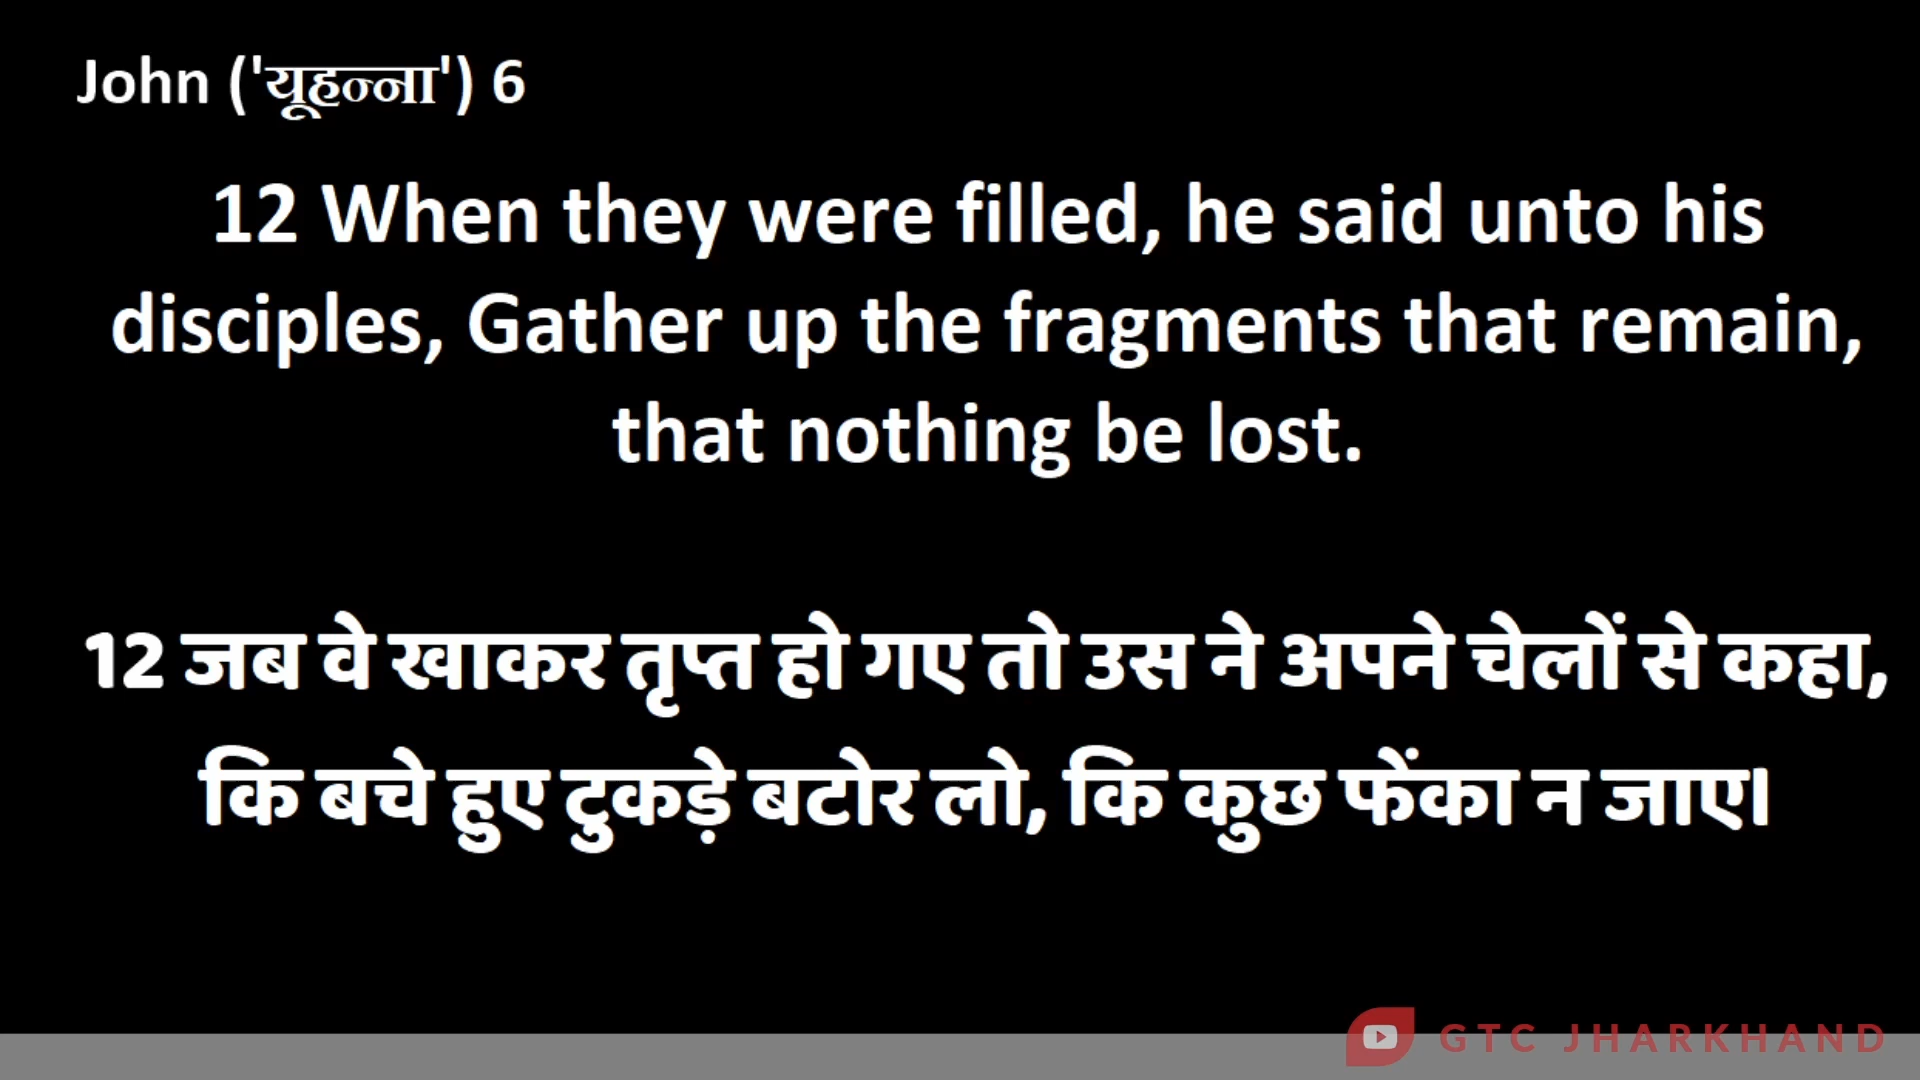 John ('यूहन्ना') 6
12 When they were filled, he said unto his
disciples, Gather up the fragments that remain,
that nothing be lost.
12 जब वे खाकर तृप्त हो गए तो उस ने अपने चेलों से कहा,
कि बचे हुए टुकड़े बटोर लो, कि कुछ फेंका न जाए।
GTC JHARKHAND